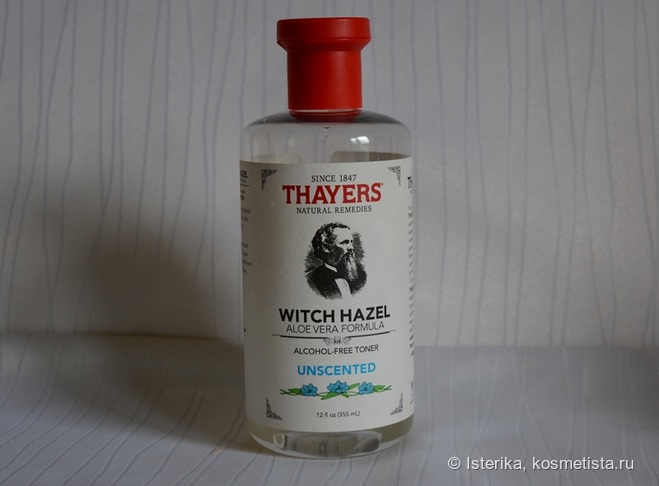 SINCE 1847
THAYERS®
NATURAL REMEDIES
WITCH HAZEL
ALOE VERA FORMULA
ALCOHOL-FREE TONER
UNSCENTED
12 fl oz (355 mL)
© Isterika, kosmetista.ru